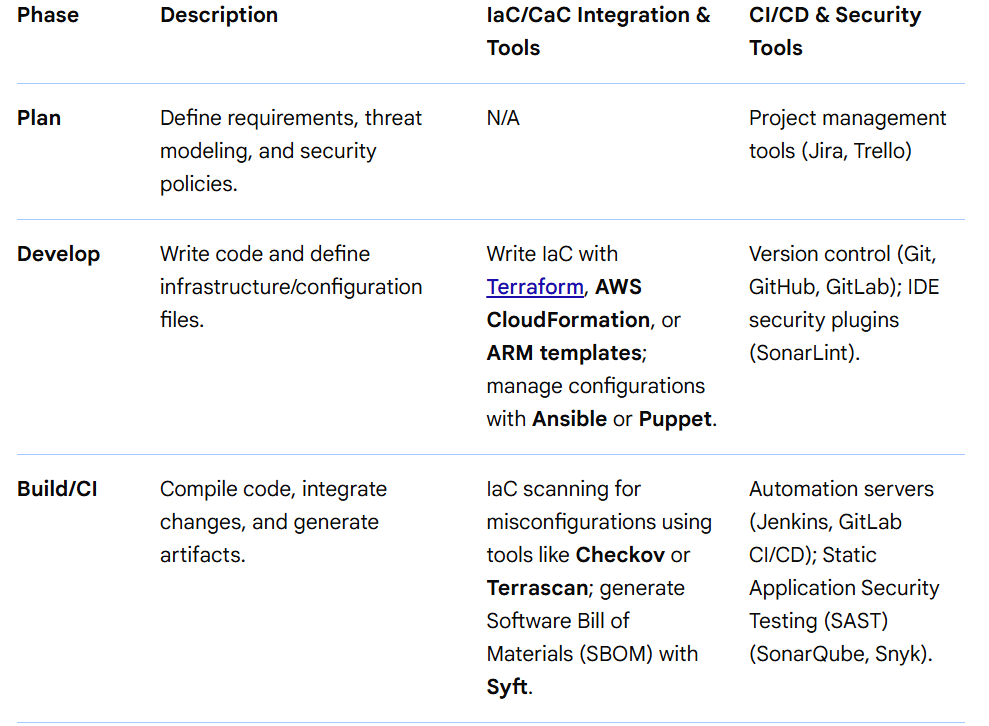 Phase
Description
IaC/CaC Integration &
Tools
CI/CD & Security
Tools
Plan
Define requirements, threat
modeling, and security
policies.
N/A
Project management
tools (Jira, Trello)
Develop
Write code and define
infrastructure/configuration
files.
Write IaC with
Terraform, AWS
CloudFormation, or
ARM templates;
manage configurations
with Ansible or Puppet.
Version control (Git,
GitHub, GitLab); IDE
security plugins
(SonarLint).
Build/CI
Compile code, integrate
changes, and generate
artifacts.
IaC scanning for
misconfigurations using
tools like Checkov or
Terrascan; generate
Software Bill of
Materials (SBOM) with
Syft.
Automation servers
(Jenkins, GitLab
CI/CD); Static
Application Security
Testing (SAST)
(SonarQube, Snyk).